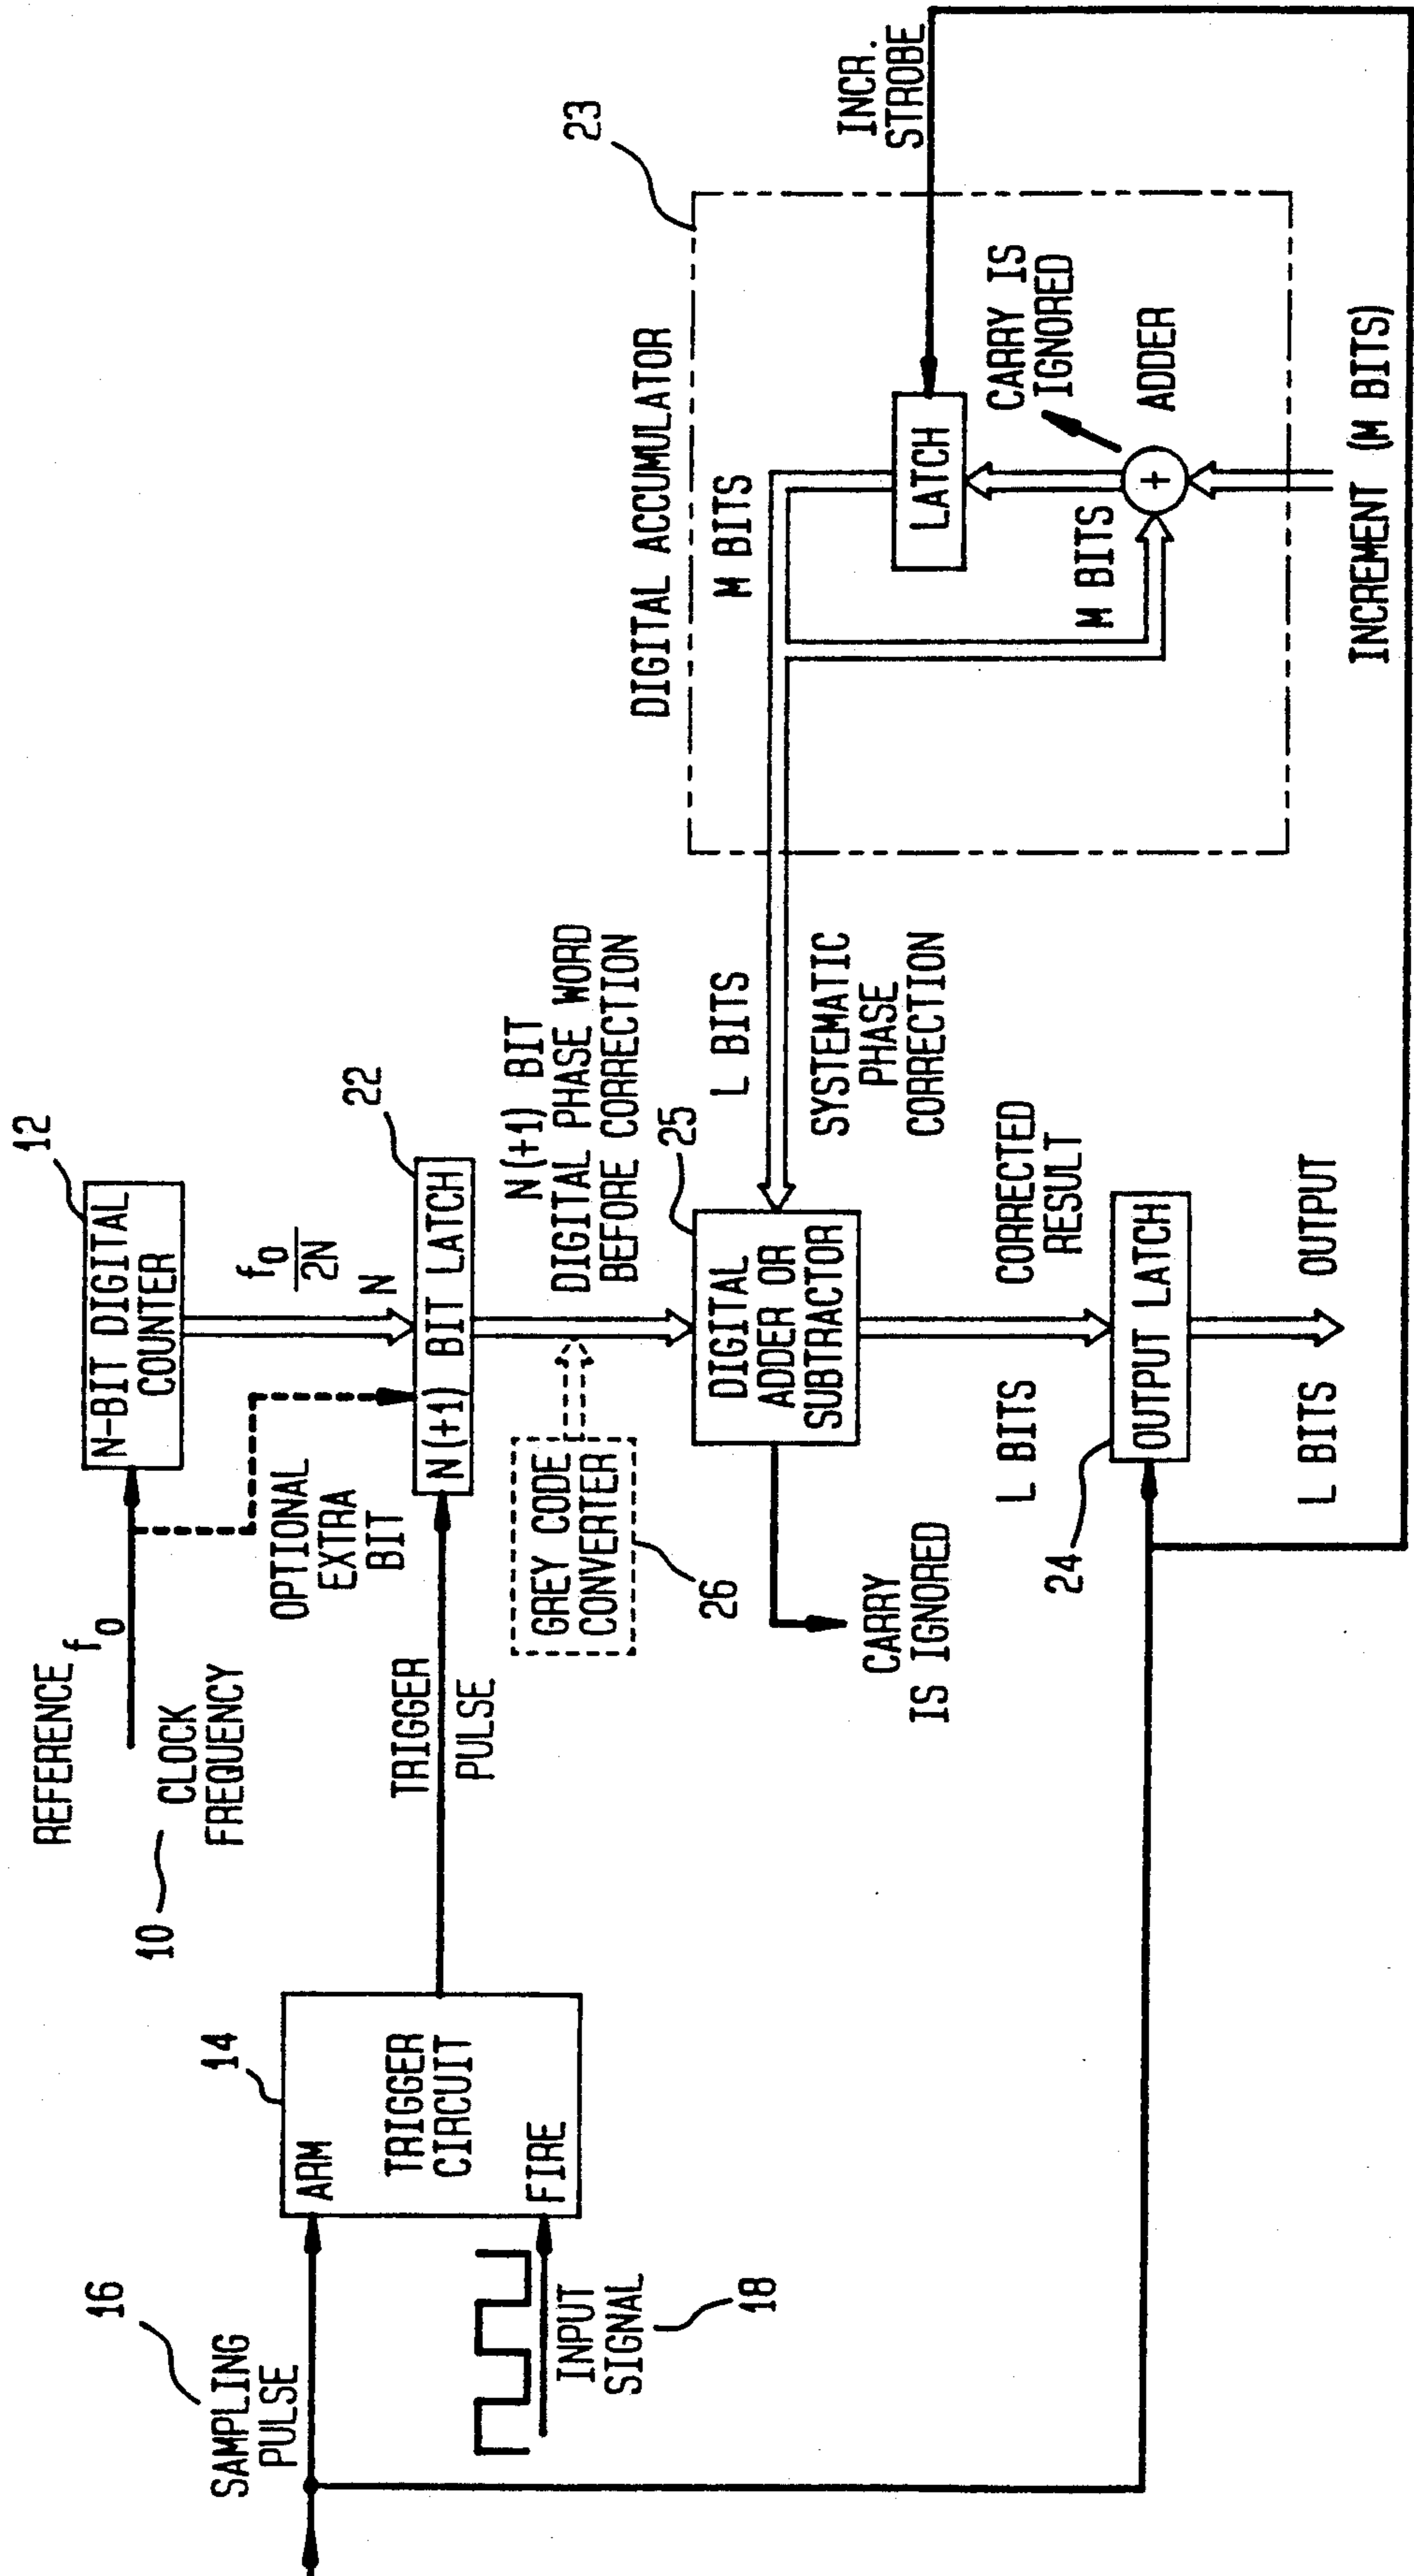 16
SAMPLING
PULSE
ARM
14
TRIGGER
CIRCUIT
FIRE
INPUT
SIGNAL
18
REFERENCE
f0
10
CLOCK
FREQUENCY
12
N-BIT DIGITAL
COUNTER
OPTIONAL
EXTRA
BIT
f0
2N
N
TRIGGER
PULSE
22
N(+1) BIT LATCH
GREY CODE
CONVERTER
26
N(+1) BIT
DIGITAL PHASE WORD
BEFORE CORRECTION
25
DIGITAL
ADDER OR
SUBTRACTOR
CARRY
IS IGNORED
L BITS
SYSTEMATIC
PHASE
CORRECTION
L BITS
CORRECTED
RESULT
24
OUTPUT LATCH
L BITS
OUTPUT
DIGITAL ACCUMULATOR
23
M BITS
LATCH
INCR.
STROBE
CARRY IS
IGNORED
M BITS
+
ADDER
INCREMENT (M BITS)